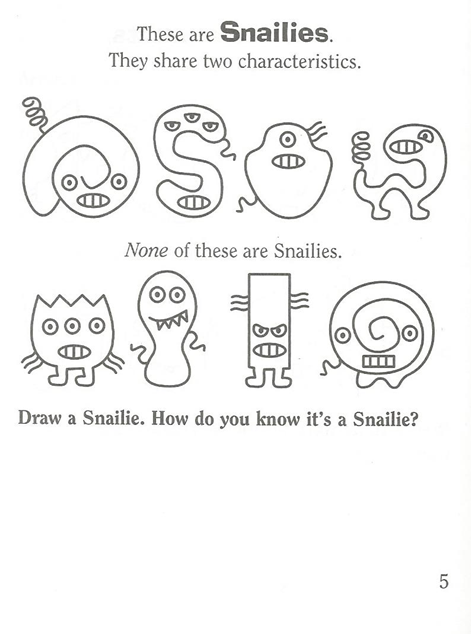 These are Snailies.
They share two characteristics.
None of these are Snailies.
Draw a Snailie. How do you know it's a Snailie?
5